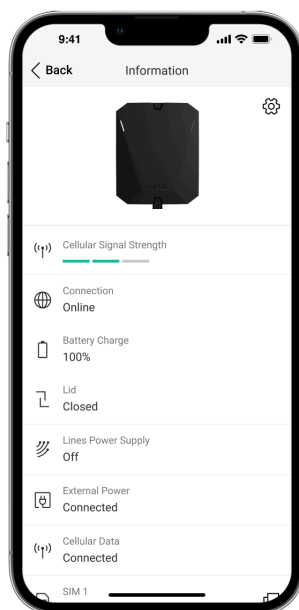 9:41
Back
Information
AJAX
Cellular Signal Strength
Connection
Online
Battery Charge
100%
Lid
Closed
Lines Power Supply
Off
External Power
Connected
Cellular Data
Connected
SIM 1